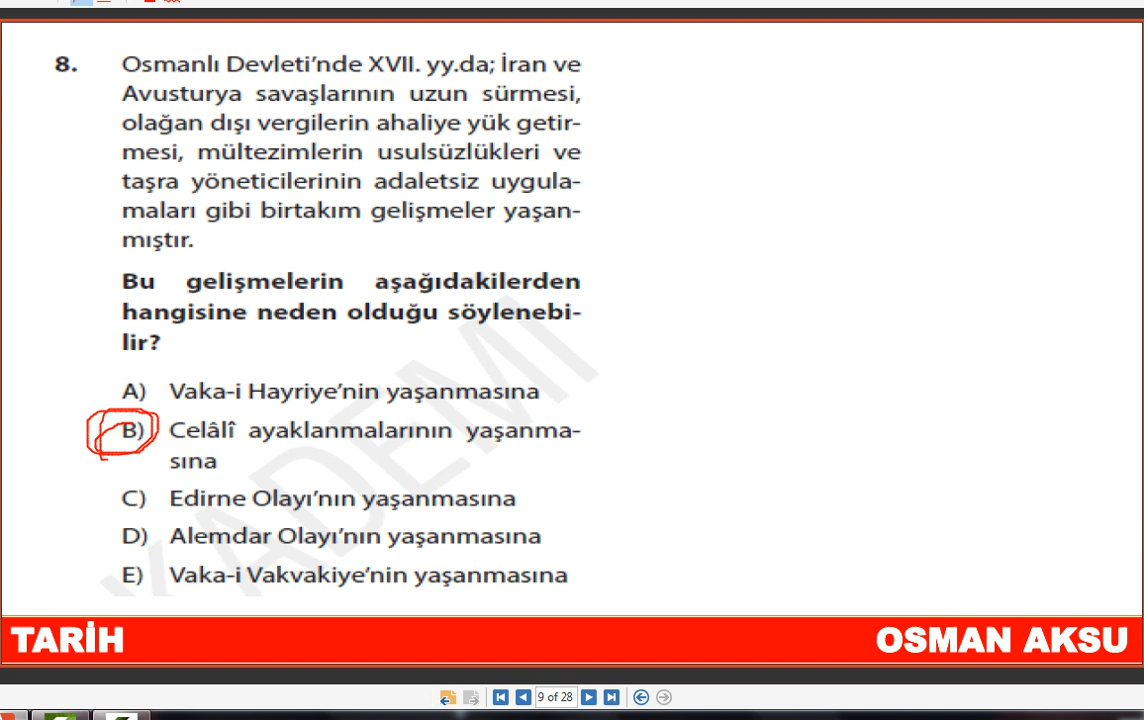 8. Osmanlı Devleti’nde XVII. yy.da; İran ve
Avusturya savaşlarının uzun sürmesi,
olağan dışı vergilerin ahaliye yük getir-
mesi, mültezimlerin usulsüzlükleri ve
taşra yöneticilerinin adaletsiz uygula-
maları gibi birtakım gelişmeler yaşan-
mıştır.
Bu gelişmelerin aşağıdakilerden
hangisine neden olduğu söylenebi-
lir?
A) Vaka-i Hayriye’nin yaşanmasına
B) Celâlî ayaklanmalarının yaşanma-
sına
C) Edirne Olayı’nın yaşanmasına
D) Alemdar Olayı’nın yaşanmasına
E) Vaka-i Vakvakiye’nin yaşanmasına
KADEMİ
TARİH OSMAN AKSU
9 of 28